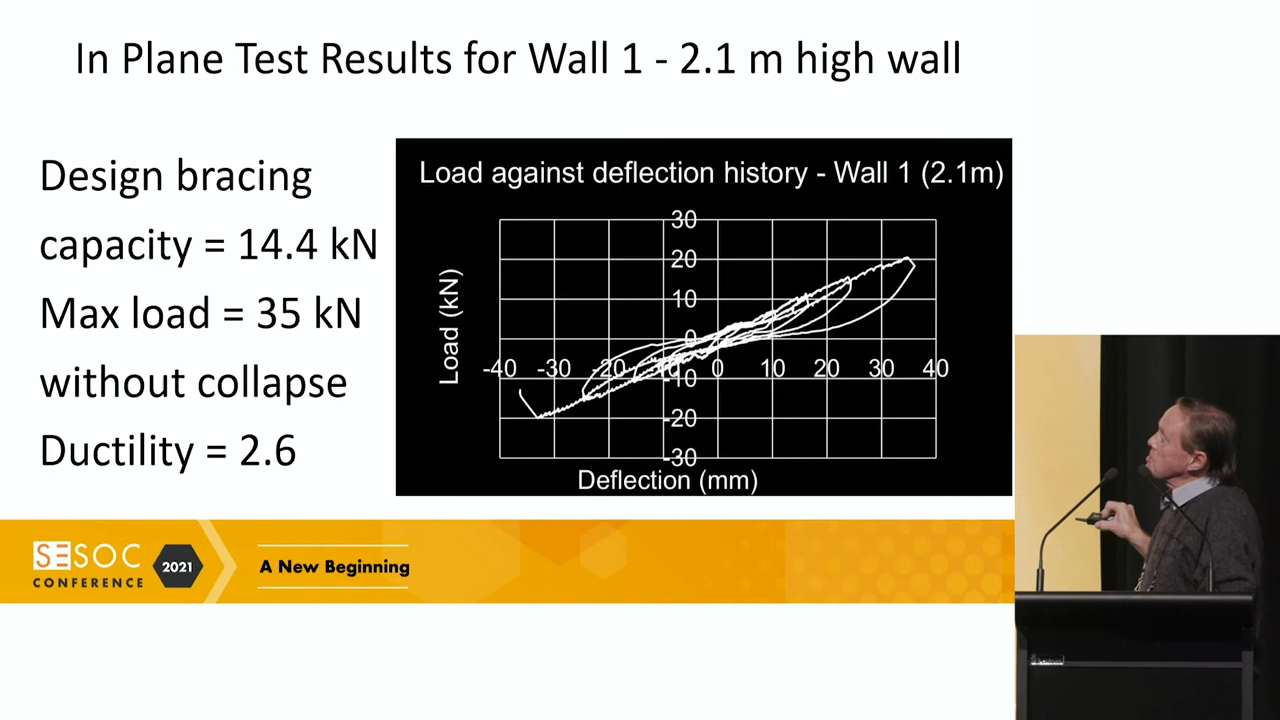 In Plane Test Results for Wall 1 - 2.1 m high wall
Design bracing
capacity = 14.4 kN
Max load = 35 kN
without collapse
Ductility = 2.6
Load against deflection history - Wall 1 (2.1m)
30
20
10
0
-40 -30 -20 -10 0 10 20 30 40
-10
-20
-30
Load (kN)
Deflection (mm)
SESOC
CONFERENCE
2021
A New Beginning